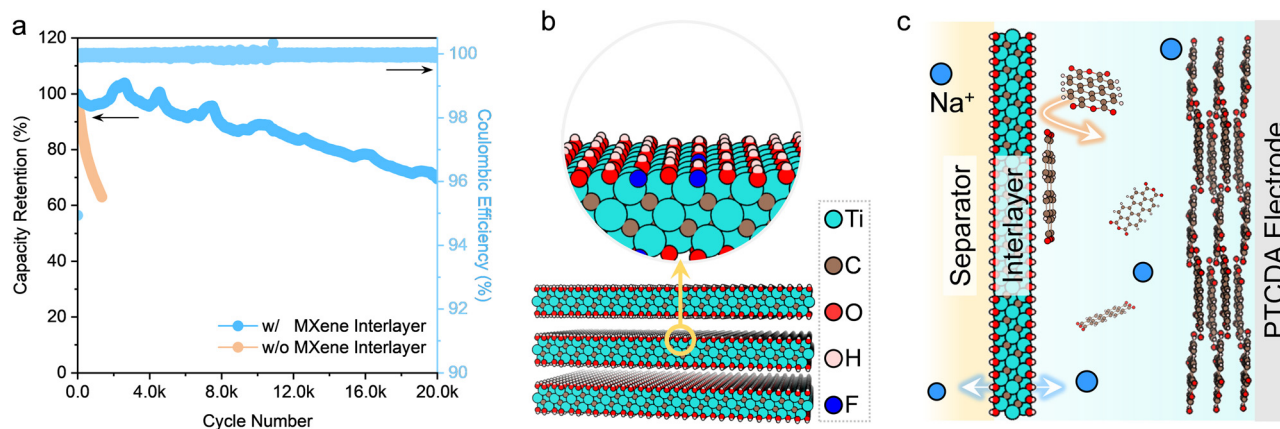 a
120
100
80
60
40
20
0
Capacity Retention (%)
0.0
4.0k
8.0k
12.0k
16.0k
20.0k
Cycle Number
100
98
96
95
94
92
91
90
Coulombic Efficiency (%)
w/ MXene Interlayer
w/o MXene Interlayer
b
Ti
C
O
H
F
c
Na⁺
Separator
Interlayer
PTCDA Electrode